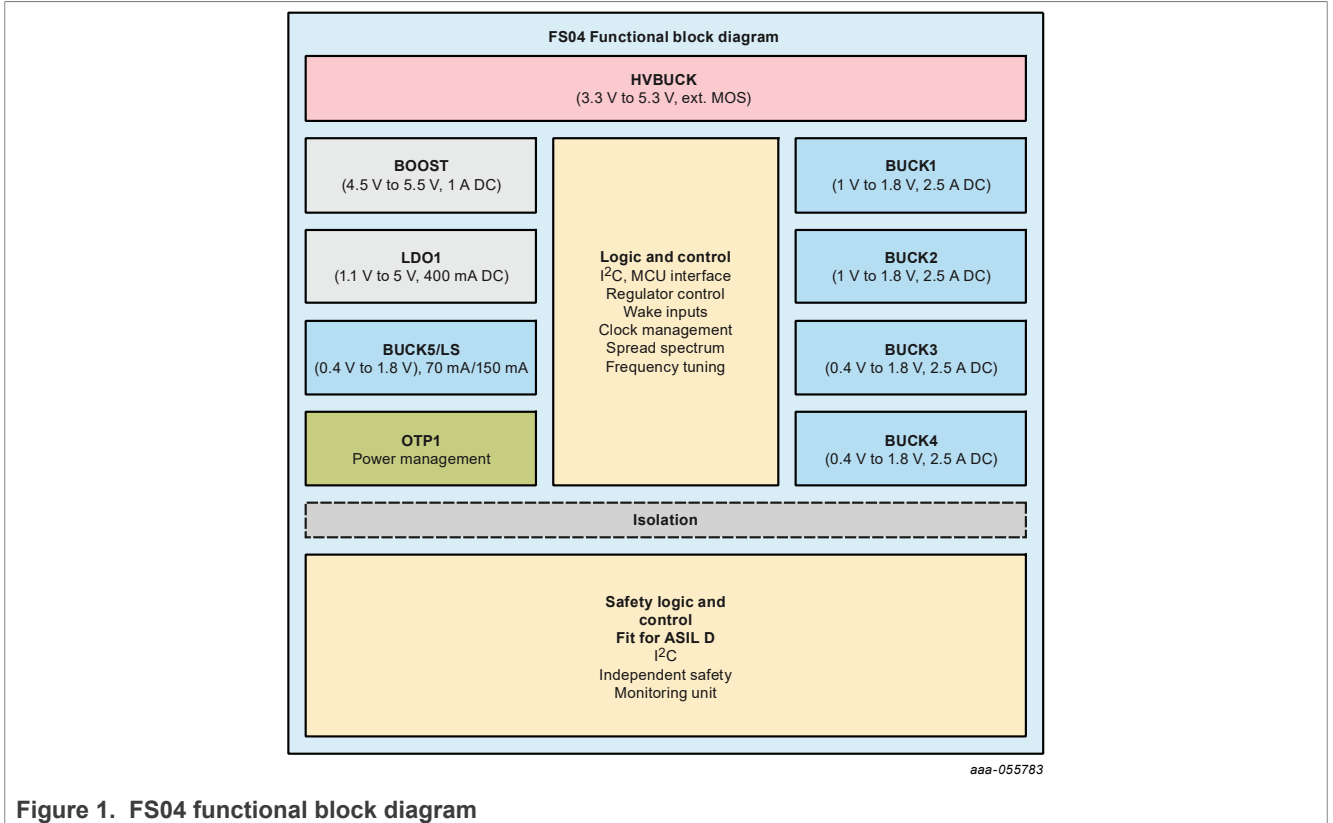 FS04 Functional block diagram
HVBUCK
(3.3 V to 5.3 V, ext. MOS)
BOOST
(4.5 V to 5.5 V, 1 A DC)
LDO1
(1.1 V to 5 V, 400 mA DC)
BUCK5/LS
(0.4 V to 1.8 V), 70 mA/150 mA
OTP1
Power management
Logic and control
I²C, MCU interface
Regulator control
Wake inputs
Clock management
Spread spectrum
Frequency tuning
BUCK1
(1 V to 1.8 V, 2.5 A DC)
BUCK2
(1 V to 1.8 V, 2.5 A DC)
BUCK3
(0.4 V to 1.8 V, 2.5 A DC)
BUCK4
(0.4 V to 1.8 V, 2.5 A DC)
Isolation
Safety logic and
control
Fit for ASIL D
I²C
Independent safety
Monitoring unit
aaa-055783
Figure 1. FS04 functional block diagram